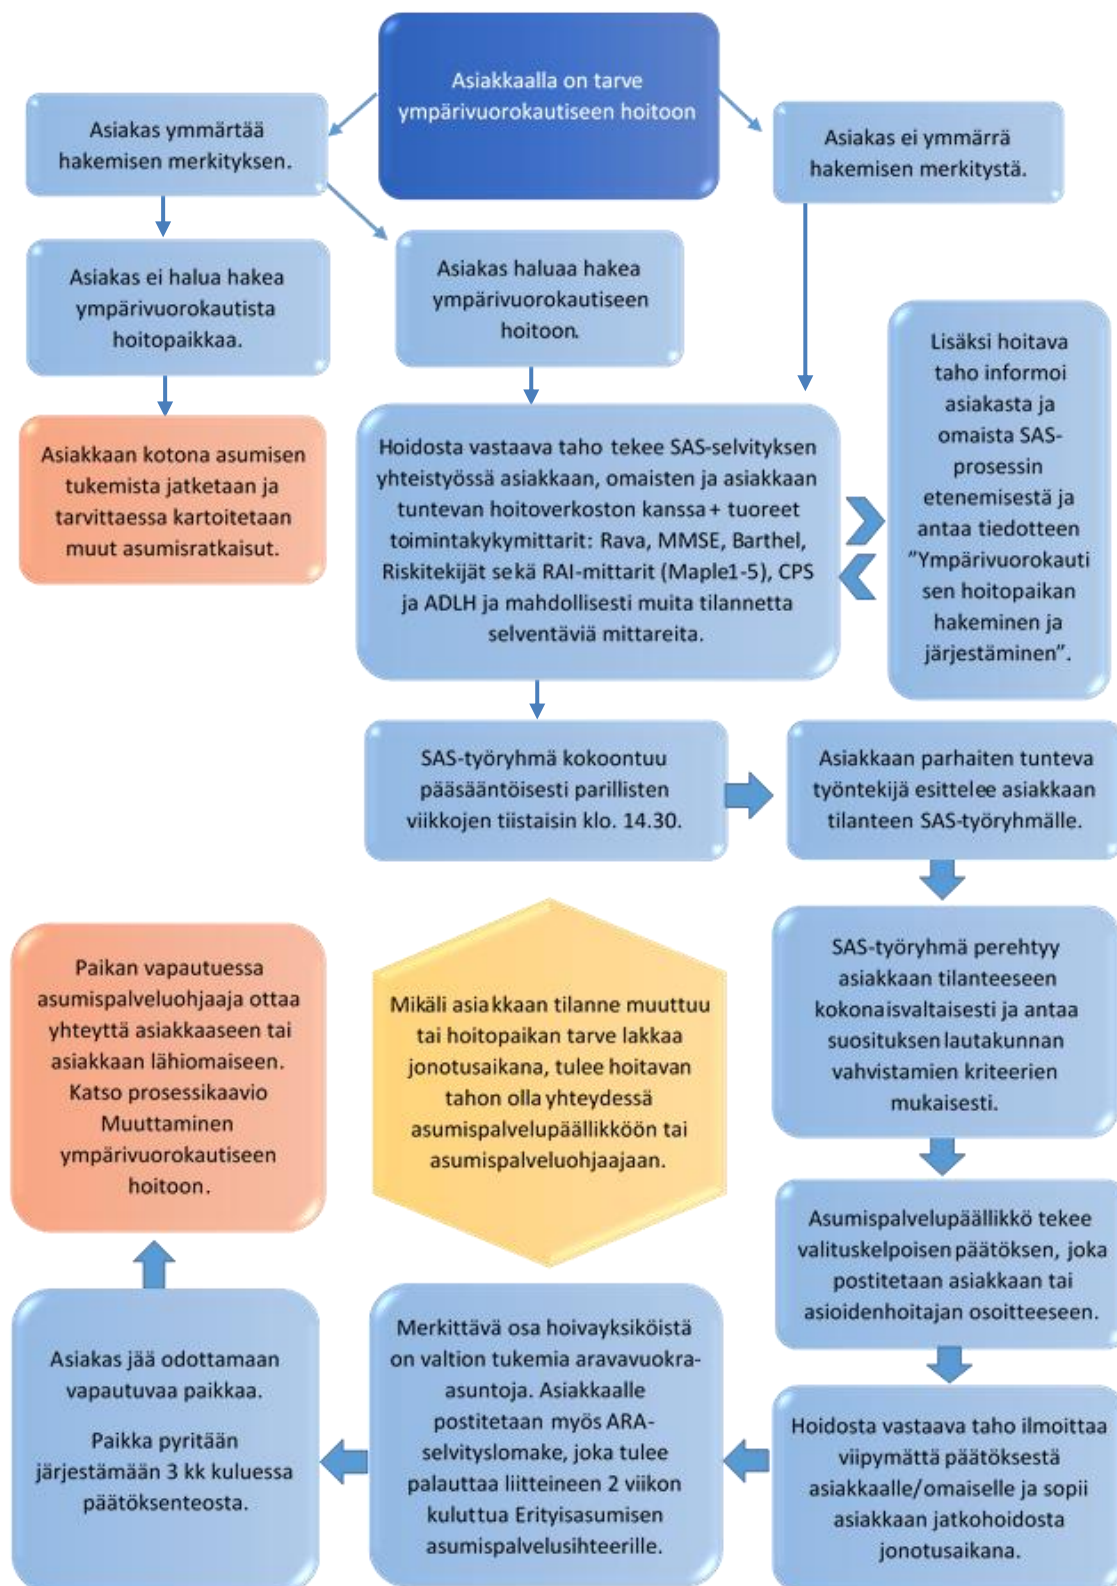 Asiakkaalla on tarve
ympärivuorokautiseen hoitoon
Asiakas ymmärtää
hakemisen merkityksen.
Asiakas ei ymmärrä
hakemisen merkitystä.
Asiakas ei halua hakea
ympärivuorokautista
hoitopaikkaa.
Asiakas haluaa hakea
ympärivuorokautiseen
hoitoon.
Asiakkaan kotona asumisen
tukemista jatketaan ja
tarvittaessa kartoitetaan
muut asumisratkaisut.
Hoidosta vastaava taho tekee SAS-selvityksen
yhteistyössä asiakkaan, omaisten ja asiakkaan
tuntevan hoitoverkoston kanssa + tuoreet
toimintakykymittarit: Rava, MMSE, Barthel,
Riskitekijät sekä RAI-mittarit (Maple1-5), CPS
ja ADLH ja mahdollisesti muita tilannetta
selventäviä mittareita.
Lisäksi hoitava
taho informoi
asiakasta ja
omaista SAS-
prosessin
etenemisestä ja
antaa tiedotteen
”Ympärivuorokauti
sen hoitopaikan
hakeminen ja
järjestäminen”.
SAS-työryhmä kokoontuu
pääsääntöisesti parillisten
viikkojen tiistaisin klo. 14.30.
Asiakkaan parhaiten tunteva
työntekijä esittelee asiakkaan
tilanteen SAS-työryhmälle.
SAS-työryhmä perehtyy
asiakkaan tilanteeseen
kokonaisvaltaisesti ja antaa
suosituksen lautakunnan
vahvistamien kriteerien
mukaisesti.
Asumispalvelupäällikkö tekee
valituskelpoisen päätöksen, joka
postitetaan asiakkaan tai
asioidenhoitajan osoitteeseen.
Hoidosta vastaava taho ilmoittaa
viipymättä päätöksestä
asiakkaalle/omaiselle ja sopii
asiakkaan jatkohoidosta
jonotusaikana.
Merkittävä osa hoivayksiköistä
on valtion tukemia aravavuokra-
asuntoja. Asiakkaalle
postitetaan myös ARA-
selvityslomake, joka tulee
palauttaa liitteineen 2 viikon
kuluttua Erityisasumisen
asumispalvelusihteerille.
Asiakas jää odottamaan
vapautuvaa paikkaa.
Paikka pyritään
järjestämään 3 kk kuluessa
päätöksenteosta.
Paikan vapautuessa
asumispalveluohjaaja ottaa
yhteyttä asiakkaaseen tai
asiakkaan lähiomaiseen.
Katso prosessikaavio
Muuttaminen
ympärivuorokautiseen
hoitoon.
Mikäli asiakkaan tilanne muuttuu
tai hoitopaikan tarve lakkaa
jonotusaikana, tulee hoitavan
tahon olla yhteydessä
asumispalvelupäällikköön tai
asumispalveluohjaajaan.